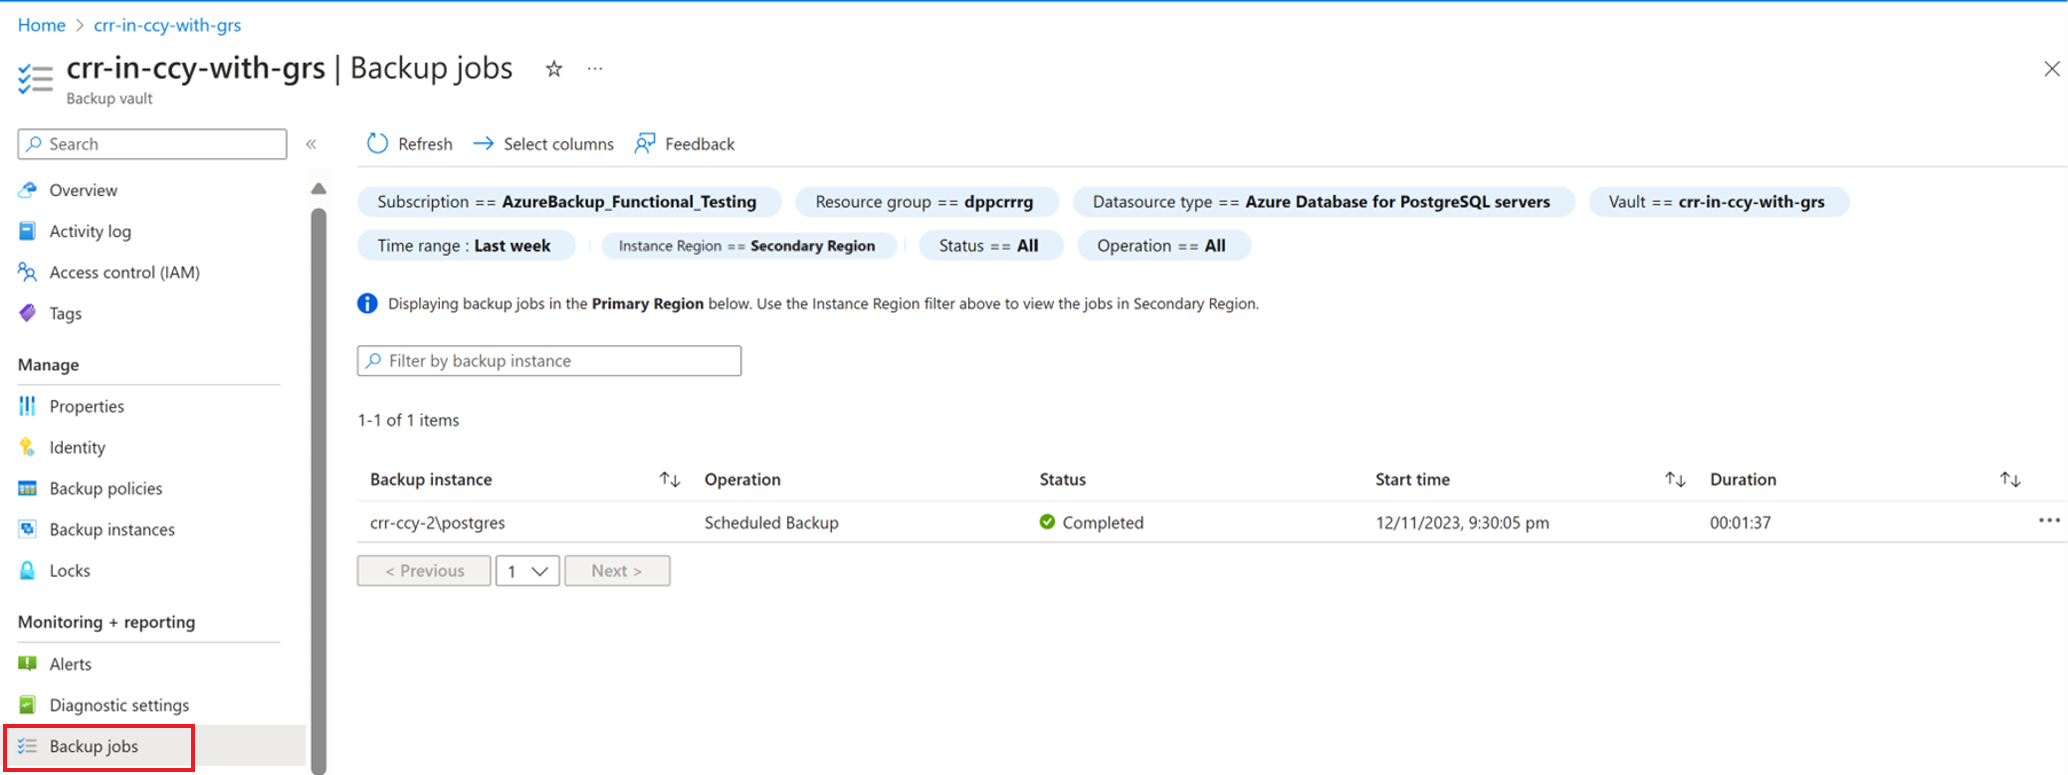 Home > crr-in-ccy-with-grs
crr-in-ccy-with-grs | Backup jobs
Backup vault
Search
Overview
Activity log
Access control (IAM)
Tags
Manage
Properties
Identity
Backup policies
Backup instances
Locks
Monitoring + reporting
Alerts
Diagnostic settings
Backup jobs
Refresh Select columns Feedback
Subscription == AzureBackup_Functional_Testing Resource group == dppcrrrg Datasource type == Azure Database for PostgreSQL servers Vault == crr-in-ccy-with-grs
Time range : Last week Instance Region == Secondary Region Status == All Operation == All
Displaying backup jobs in the Primary Region below. Use the Instance Region filter above to view the jobs in Secondary Region.
Filter by backup instance
1-1 of 1 items
Backup instance Operation Status Start time Duration
crr-ccy-2\postgres Scheduled Backup Completed 12/11/2023, 9:30:05 pm 00:01:37
< Previous 1 Next >